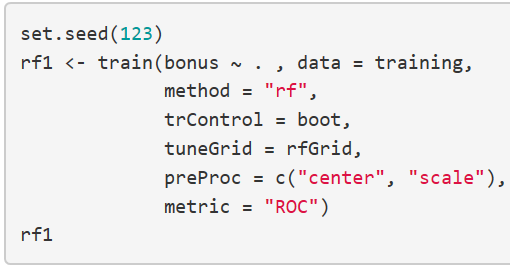 set.seed(123)
rf1 <- train(bonus ~ . , data = training,
             method = "rf",
             trControl = boot,
             tuneGrid = rfGrid,
             preProc = c("center", "scale"),
             metric = "ROC")
rf1